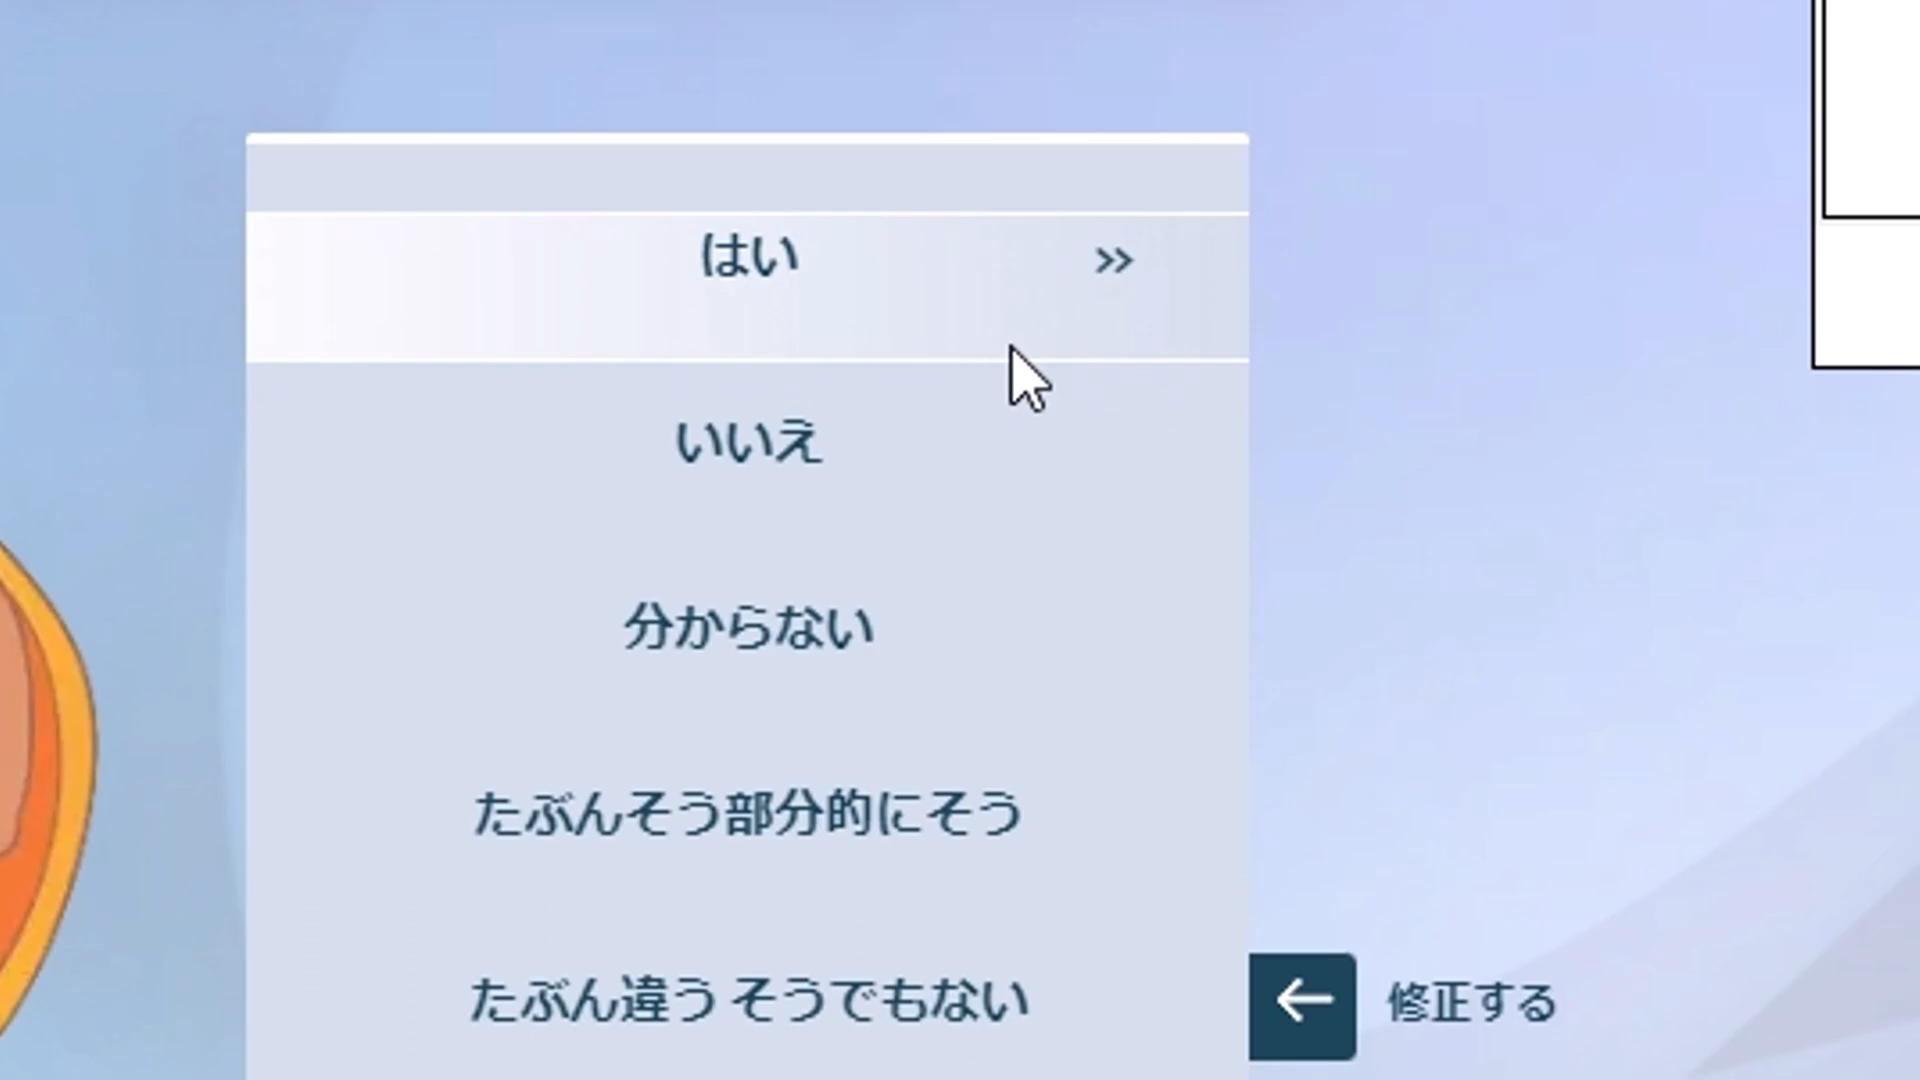 はい
いいえ
分からない
たぶんそう部分的にそう
たぶん違う そうでもない
修正する